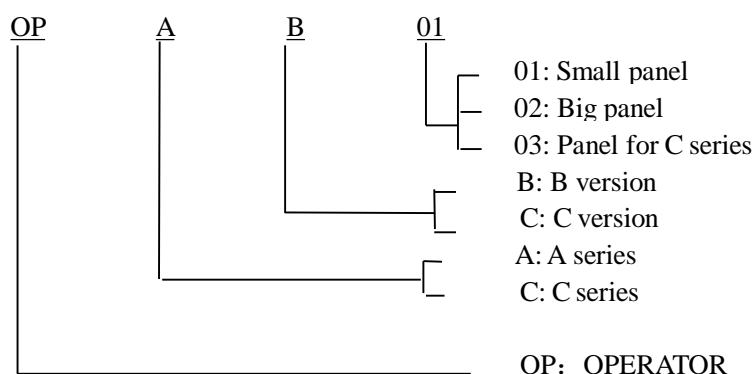 OP A B 01
01: Small panel
02: Big panel
03: Panel for C series
B: B version
C: C version
A: A series
C: C series
OP：OPERATOR